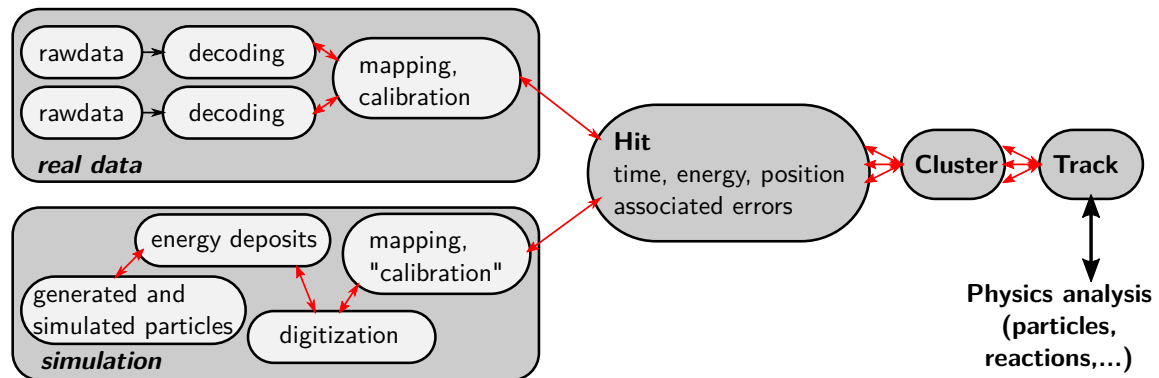 rawdata
decoding
mapping,
calibration
rawdata
decoding
real data
energy deposits
mapping,
"calibration"
generated and
simulated particles
digitization
simulation
Hit
time, energy, position
associated errors
Cluster
Track
Physics analysis
(particles,
reactions,...)